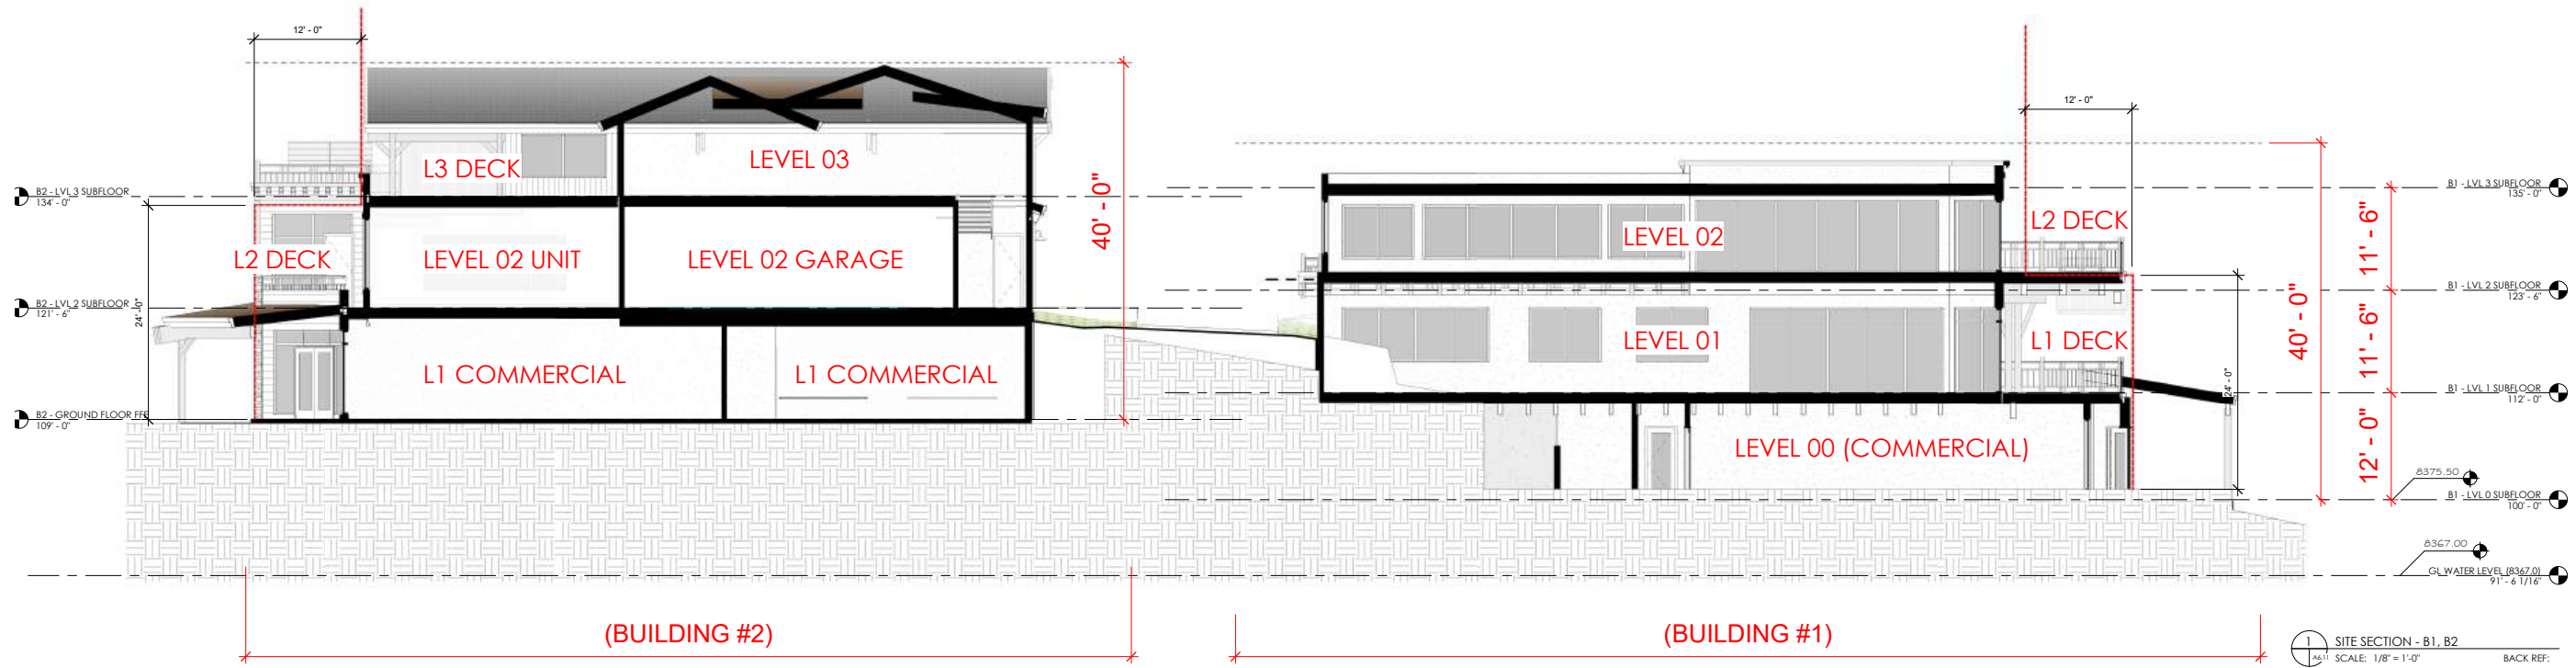 12' - 0"
L3 DECK
LEVEL 03
B2 - LVL 3 SUBFLOOR
134' - 0"
L2 DECK
LEVEL 02 UNIT
LEVEL 02 GARAGE
40' - 0"
B2 - LVL 2 SUBFLOOR
121' - 6"
24' - 0"
L1 COMMERCIAL
L1 COMMERCIAL
B2 - GROUND FLOOR FFE
109' - 0"
(BUILDING #2)
12' - 0"
B1 - LVL 3 SUBFLOOR
135' - 0"
L2 DECK
LEVEL 02
11' - 6"
B1 - LVL 2 SUBFLOOR
123' - 6"
40' - 0"
LEVEL 01
L1 DECK
11' - 6"
24' - 0"
B1 - LVL 1 SUBFLOOR
112' - 0"
LEVEL 00 (COMMERCIAL)
12' - 0"
8375.50
B1 - LVL 0 SUBFLOOR
100' - 0"
8367.00
GL WATER LEVEL (8367.0)
91' - 6 1/16"
(BUILDING #1)
1
A6.11
SITE SECTION - B1, B2
SCALE: 1/8" = 1'-0"
BACK REF: